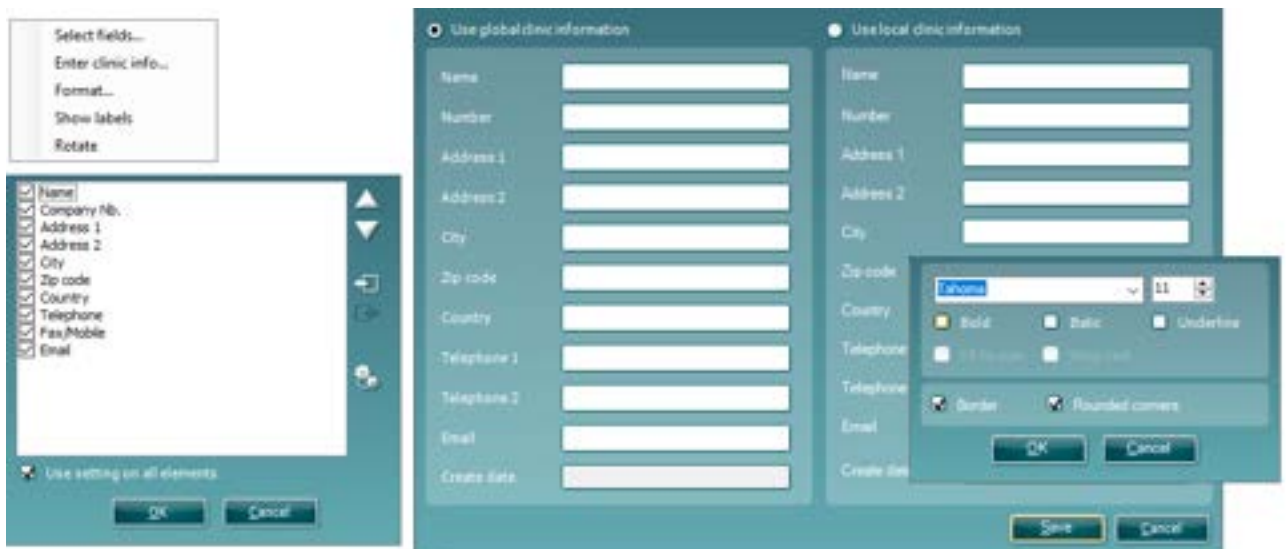 Select fields...
Enter clinic info...
Format...
Show labels
Rotate
Name
Company Nb.
Address 1
Address 2
City
Zip code
Country
Telephone
Fax/Mobile
Email
Use setting on all elements
OK
Cancel
Use global clinic information
Name
Number
Address 1
Address 2
City
Zip code
Country
Telephone 1
Telephone 2
Email
Create date
Use local clinic information
Name
Number
Address 1
Address 2
City
Zip code
Country
Telephone
Telephone
Email
Create dat
Tahoma
11
Bold
Italic
Underline
Border
Rounded corners
OK
Cancel
Save
Cancel